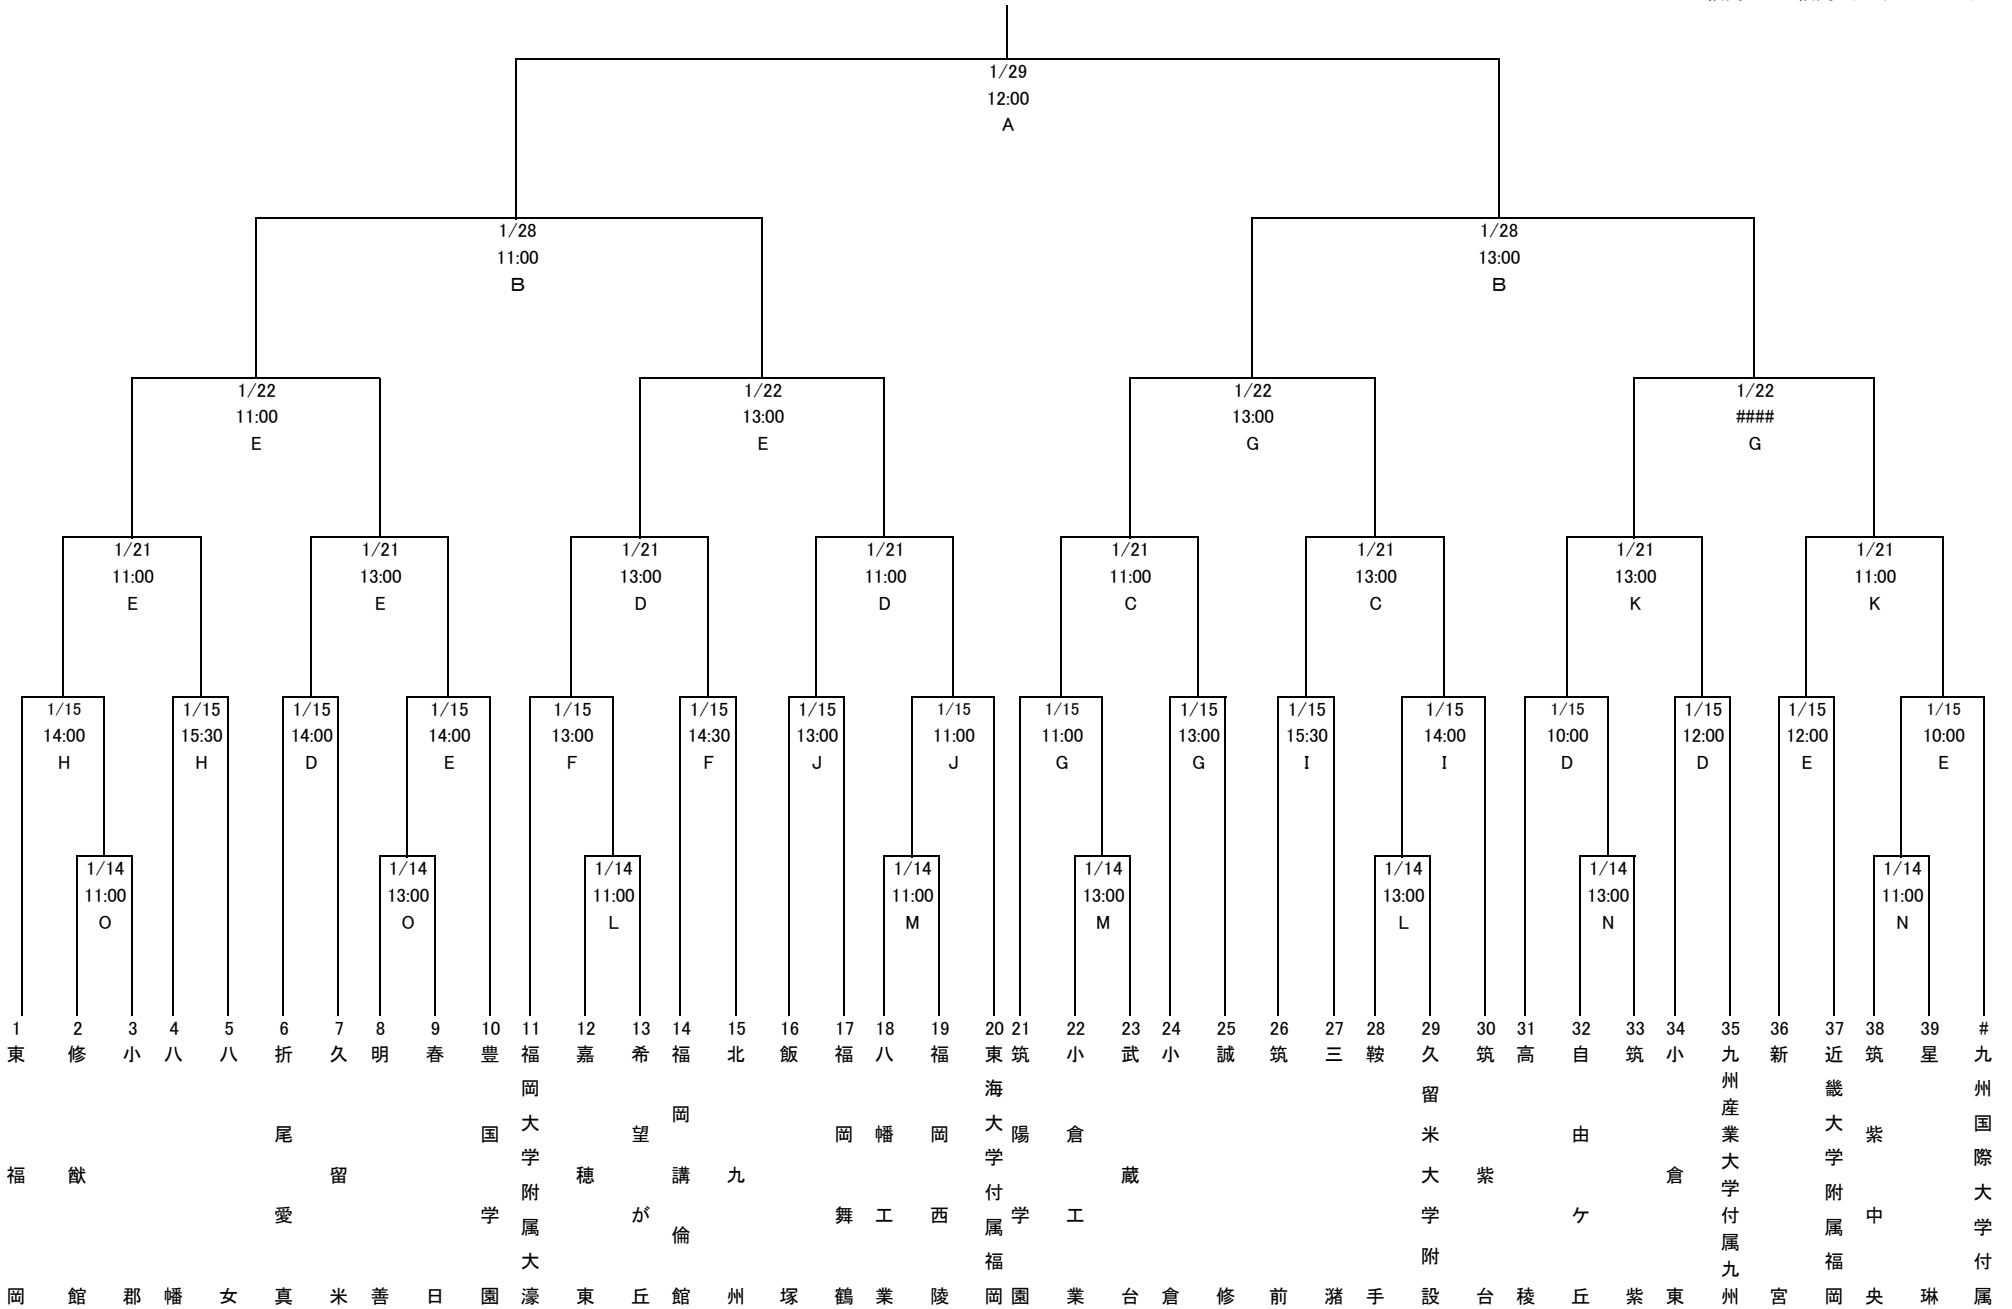 1/29
12:00
A
1/28
11:00
B
1/28
13:00
B
1/22
11:00
E
1/22
13:00
E
1/22
13:00
G
1/22
####
G
1/21
11:00
E
1/21
13:00
E
1/21
13:00
D
1/21
11:00
D
1/21
11:00
C
1/21
13:00
C
1/21
13:00
K
1/21
11:00
K
1/15
14:00
H
1/15
15:30
H
1/15
14:00
D
1/15
14:00
E
1/15
13:00
F
1/15
14:30
F
1/15
13:00
J
1/15
11:00
J
1/15
11:00
G
1/15
13:00
G
1/15
15:30
I
1/15
14:00
I
1/15
10:00
D
1/15
12:00
D
1/15
12:00
E
1/15
10:00
E
1/14
11:00
O
1/14
13:00
O
1/14
11:00
L
1/14
11:00
M
1/14
13:00
M
1/14
13:00
L
1/14
13:00
N
1/14
11:00
N
1
東福岡
2
修猷館
3
小郡
4
八幡
5
八女
6
折尾愛真
7
久留米
8
明善
9
春日
10
豊国学園
11
福岡大学附属大濠
12
嘉穂東
13
希望が丘
14
福岡講倫館
15
北九州
16
飯塚
17
福岡舞鶴
18
八幡工業
19
福岡西陵
20
東海大学付属福岡
21
筑陽学園
22
小倉工業
23
武蔵台
24
小倉
25
誠修
26
筑前
27
三潴
28
鞍手
29
久留米大学附設
30
筑紫台
31
高稜
32
自由ケ丘
33
筑紫
34
小倉東
35
九州産業大学付属九州
36
新宮
37
近畿大学附属福岡
38
筑紫中央
39
星琳
#
九州国際大学付属